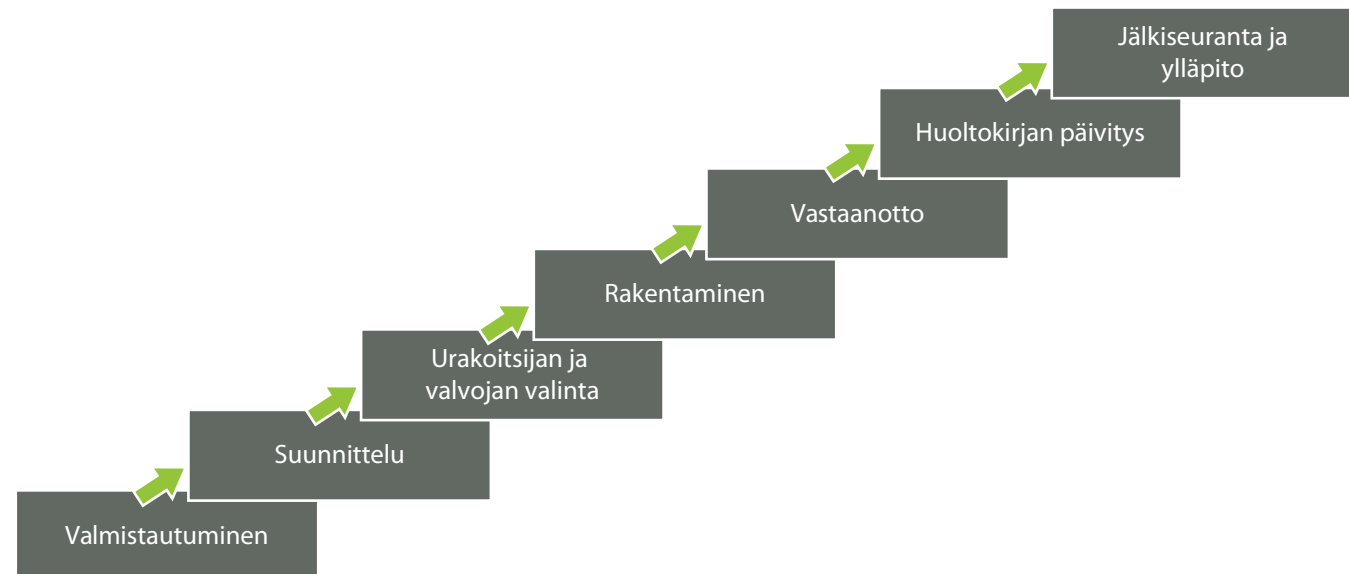 Jälkiseuranta ja
ylläpito
Huoltokirjan päivitys
Vastaanotto
Rakentaminen
Urakoitsijan ja
valvojan valinta
Suunnittelu
Valmistautuminen